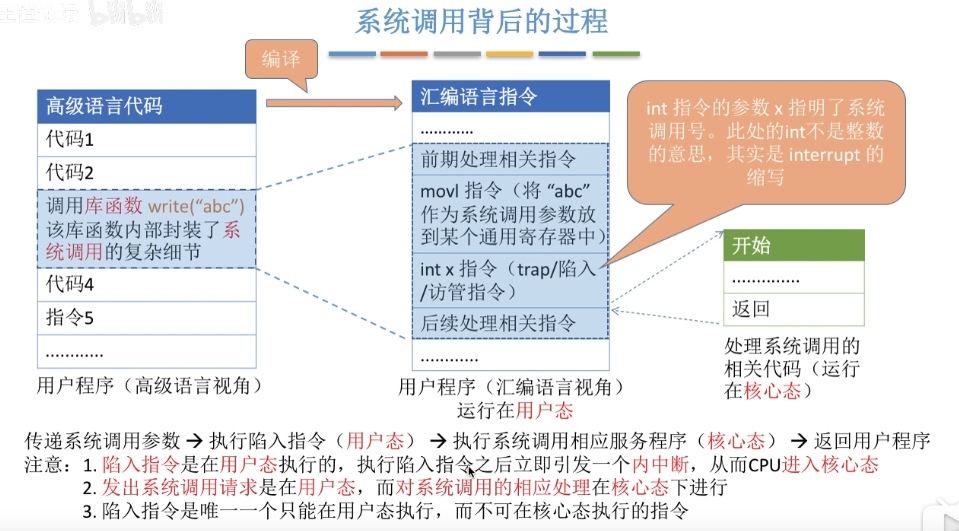 系统调用背后的过程
编译
高级语言代码
代码1
代码2
调用库函数 write(“abc”)
该库函数内部封装了系
统调用的复杂细节
代码4
指令5
............
用户程序（高级语言视角）
汇编语言指令
............
前期处理相关指令
movl 指令（将 “abc”
作为系统调用参数放
到某个通用寄存器中）
int x 指令（trap/陷入
/访管指令）
后续处理相关指令
............
用户程序（汇编语言视角）
运行在用户态
int 指令的参数 x 指明了系统
调用号。此处的int不是整数
的意思，其实是 interrupt 的
缩写
开始
..............
返回
处理系统调用的
相关代码（运行
在核心态）
传递系统调用参数 → 执行陷入指令（用户态） → 执行系统调用相应服务程序（核心态） → 返回用户程序
注意：1. 陷入指令是在用户态执行的，执行陷入指令之后立即引发一个内中断，从而CPU进入核心态
2. 发出系统调用请求是在用户态，而对系统调用的相应处理在核心态下进行
3. 陷入指令是唯一一个只能在用户态执行，而不可在核心态执行的指令